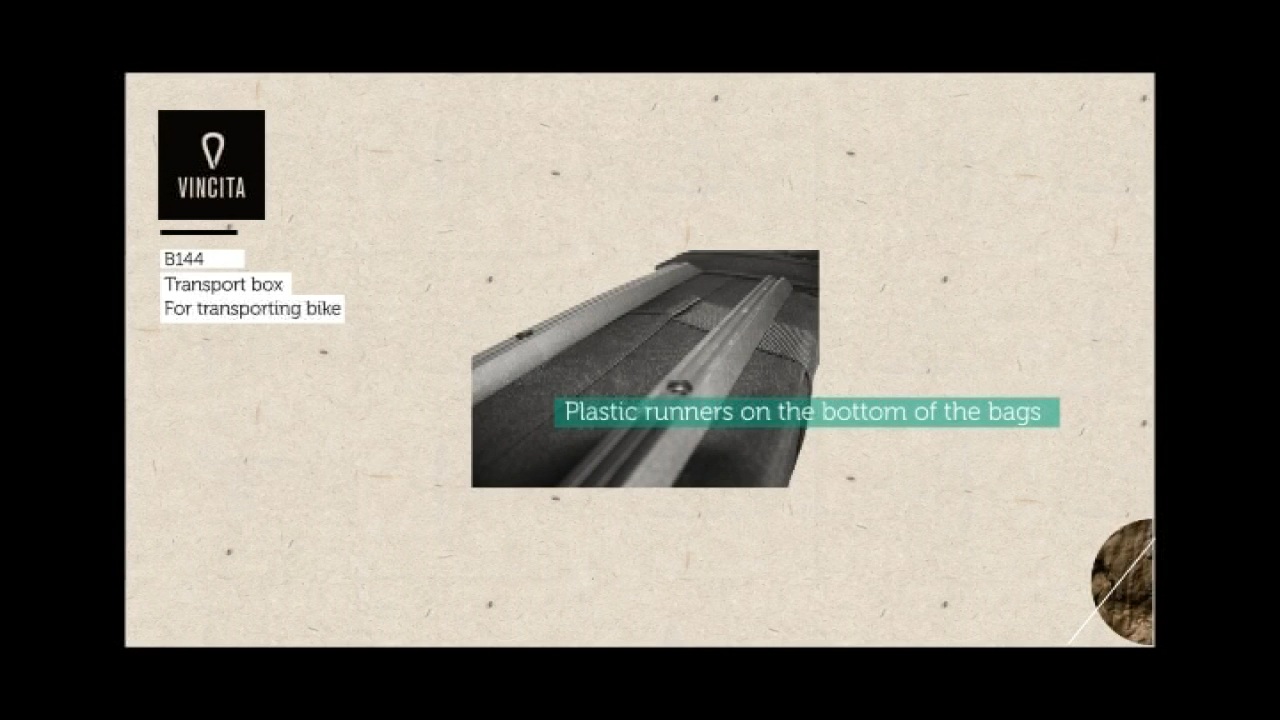 VINCITA
B144
Transport box
For transporting bike
Plastic runners on the bottom of the bags